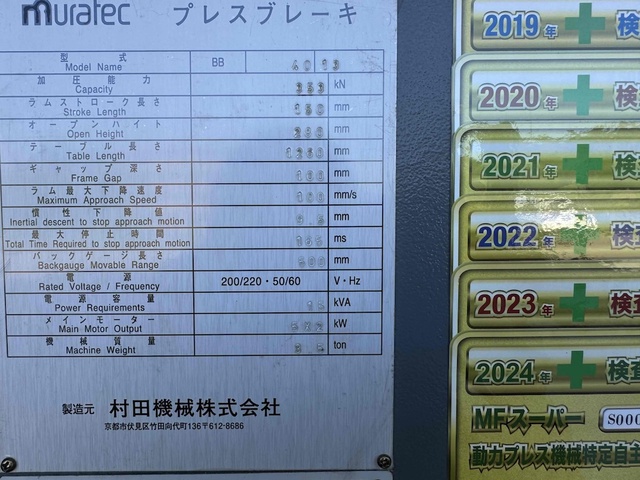 muratec プレスブレーキ
型式
Model Name BB 4013
加圧能力
Capacity kN
ラムストローク長さ
Stroke Length mm
オープンハイト
Open Height mm
テーブル長さ
Table Length mm
ギャップ深さ
Frame Gap mm
ラム最大下降速度
Maximum Approach Speed 100 mm/s
慣性下降値
Inertial descent to stop approach motion mm
最大停止時間
Total Time Required to stop approach motion ms
バックゲージ長さ
Backgauge Movable Range mm
電源
Rated Voltage / Frequency 200/220・50/60 V・Hz
電源容量
Power Requirements kVA
メインモーター
Main Motor Output kW
機械質量
Machine Weight ton
製造元 村田機械株式会社
京都市伏見区竹田向代町136〒612-8686
2019年 検
2020年 検
2021年 検
2022年 検
2023年 検
2024年 検査
MFスーパー S000
動力プレス機械特定自主